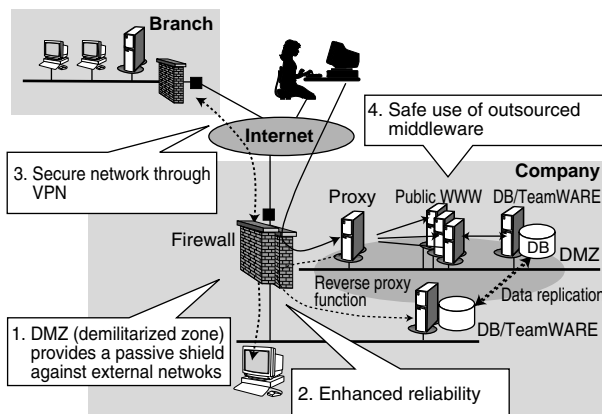 Branch
Internet
4. Safe use of outsourced
middleware
3. Secure network through
VPN
Company
Proxy
Public WWW
DB/TeamWARE
Firewall
DB
DMZ
Reverse proxy
function
Data replication
DB/TeamWARE
1. DMZ (demilitarized zone)
provides a passive shield
against external netwoks
2. Enhanced reliability